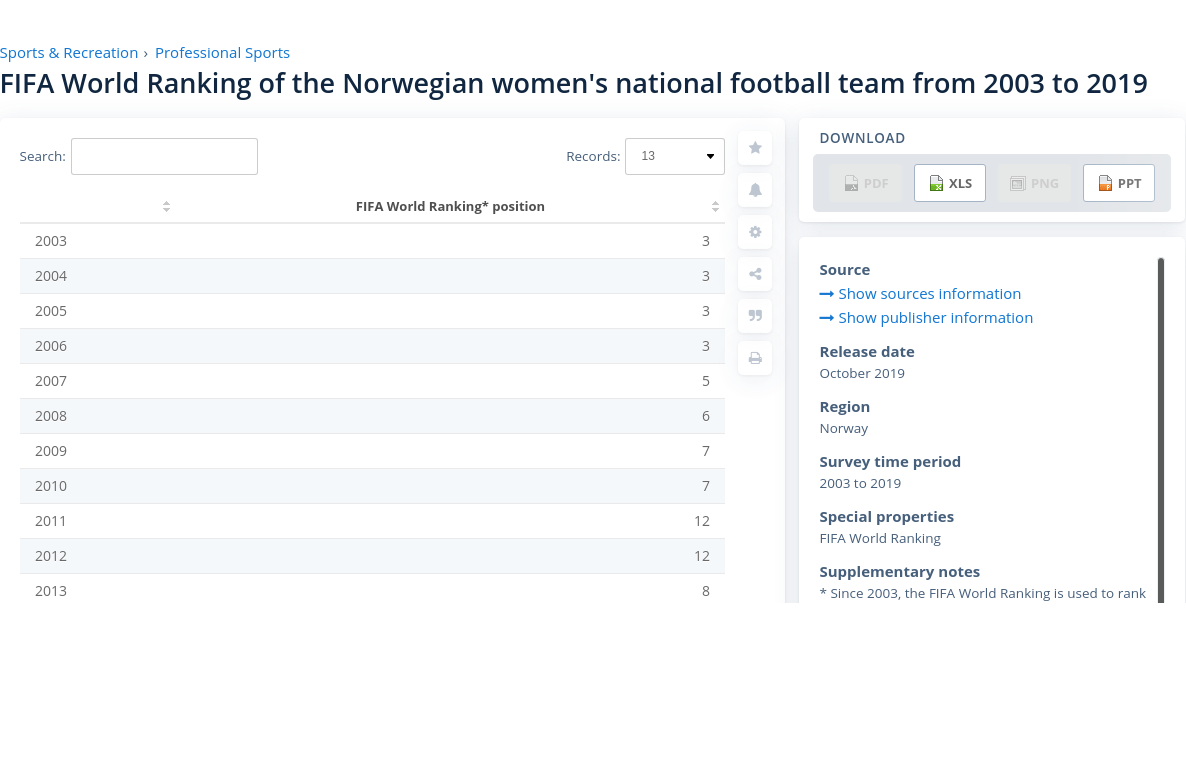 Sports & Recreation › Professional Sports
FIFA World Ranking of the Norwegian women's national football team from 2003 to 2019
Search:
Records: 13
FIFA World Ranking* position
2003 3
2004 3
2005 3
2006 3
2007 5
2008 6
2009 7
2010 7
2011 12
2012 12
2013 8
DOWNLOAD
PDF XLS PNG PPT
Source
→ Show sources information
→ Show publisher information
Release date
October 2019
Region
Norway
Survey time period
2003 to 2019
Special properties
FIFA World Ranking
Supplementary notes
* Since 2003, the FIFA World Ranking is used to rank